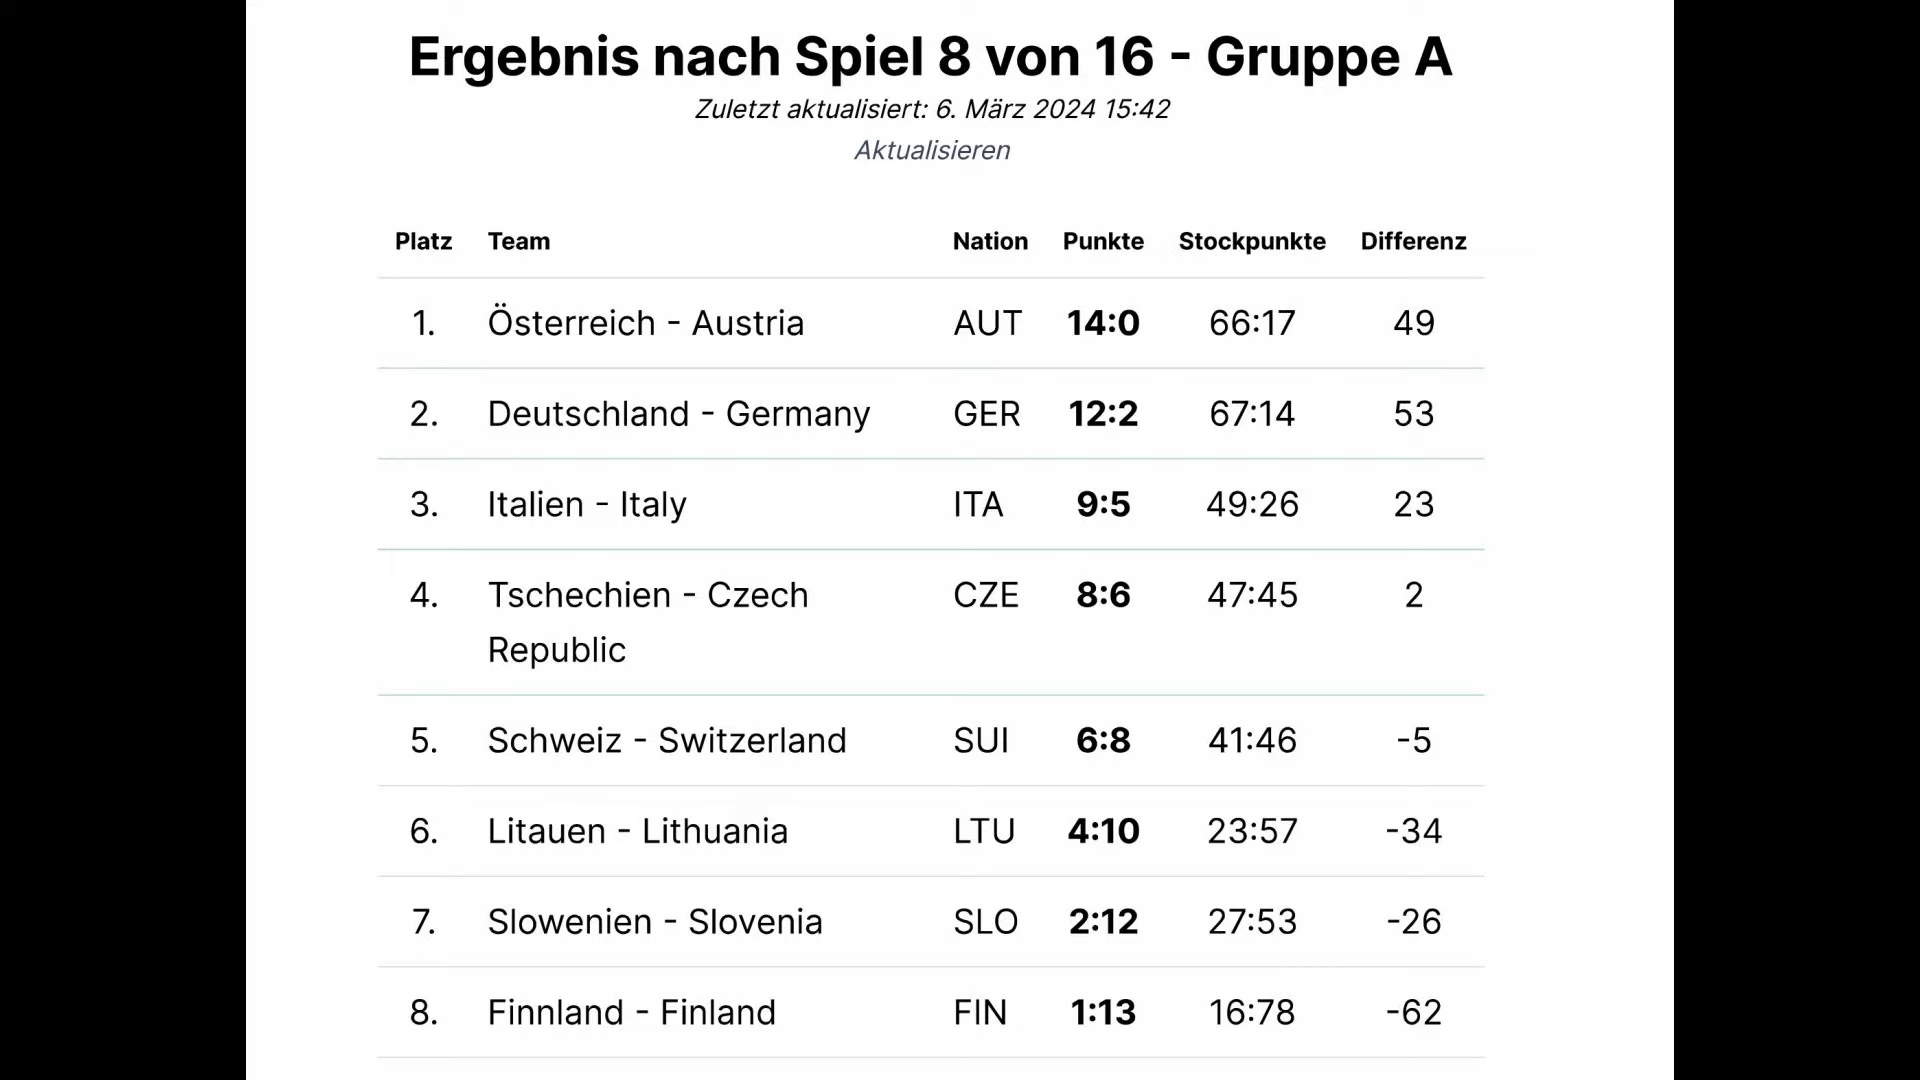 Ergebnis nach Spiel 8 von 16 - Gruppe A
Zuletzt aktualisiert: 6. März 2024 15:42
Aktualisieren
Platz Team Nation Punkte Stockpunkte Differenz
1. Österreich - Austria AUT 14:0 66:17 49
2. Deutschland - Germany GER 12:2 67:14 53
3. Italien - Italy ITA 9:5 49:26 23
4. Tschechien - Czech CZE 8:6 47:45 2
Republic
5. Schweiz - Switzerland SUI 6:8 41:46 -5
6. Litauen - Lithuania LTU 4:10 23:57 -34
7. Slowenien - Slovenia SLO 2:12 27:53 -26
8. Finnland - Finland FIN 1:13 16:78 -62